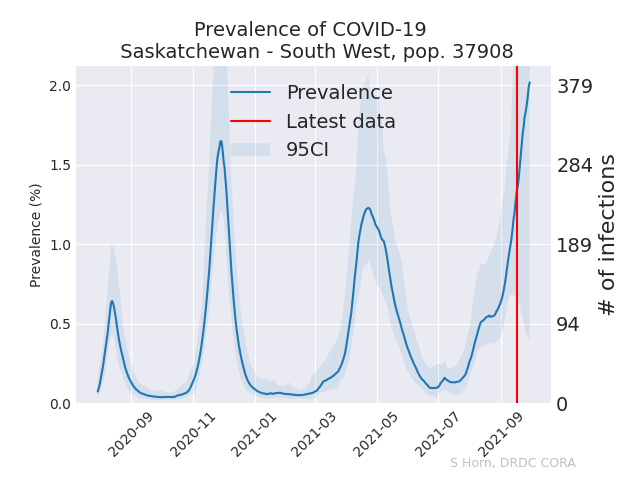 Prevalence of COVID-19
Saskatchewan - South West, pop. 37908
Prevalence
Latest data
95CI
Prevalence (%)
2.0
1.5
1.0
0.5
0.0
379
284
189
94
0
# of infections
2020-09
2020-11
2021-01
2021-03
2021-05
2021-07
2021-09
S Horn, DRDC CORA